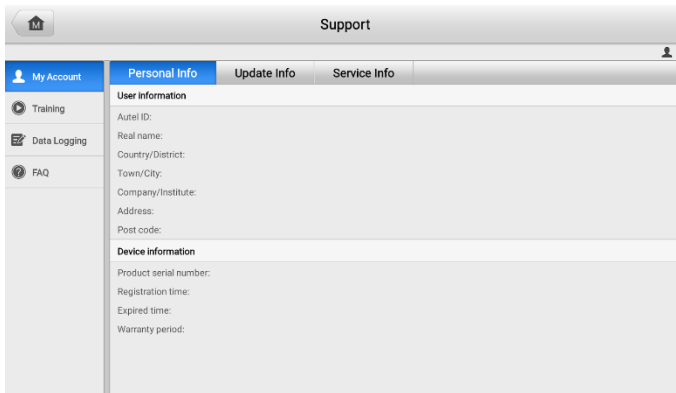 M
Support
My Account
Training
Data Logging
FAQ
Personal Info Update Info Service Info
User information
Autel ID:
Real name:
Country/District:
Town/City:
Company/Institute:
Address:
Post code:
Device information
Product serial number:
Registration time:
Expired time:
Warranty period: